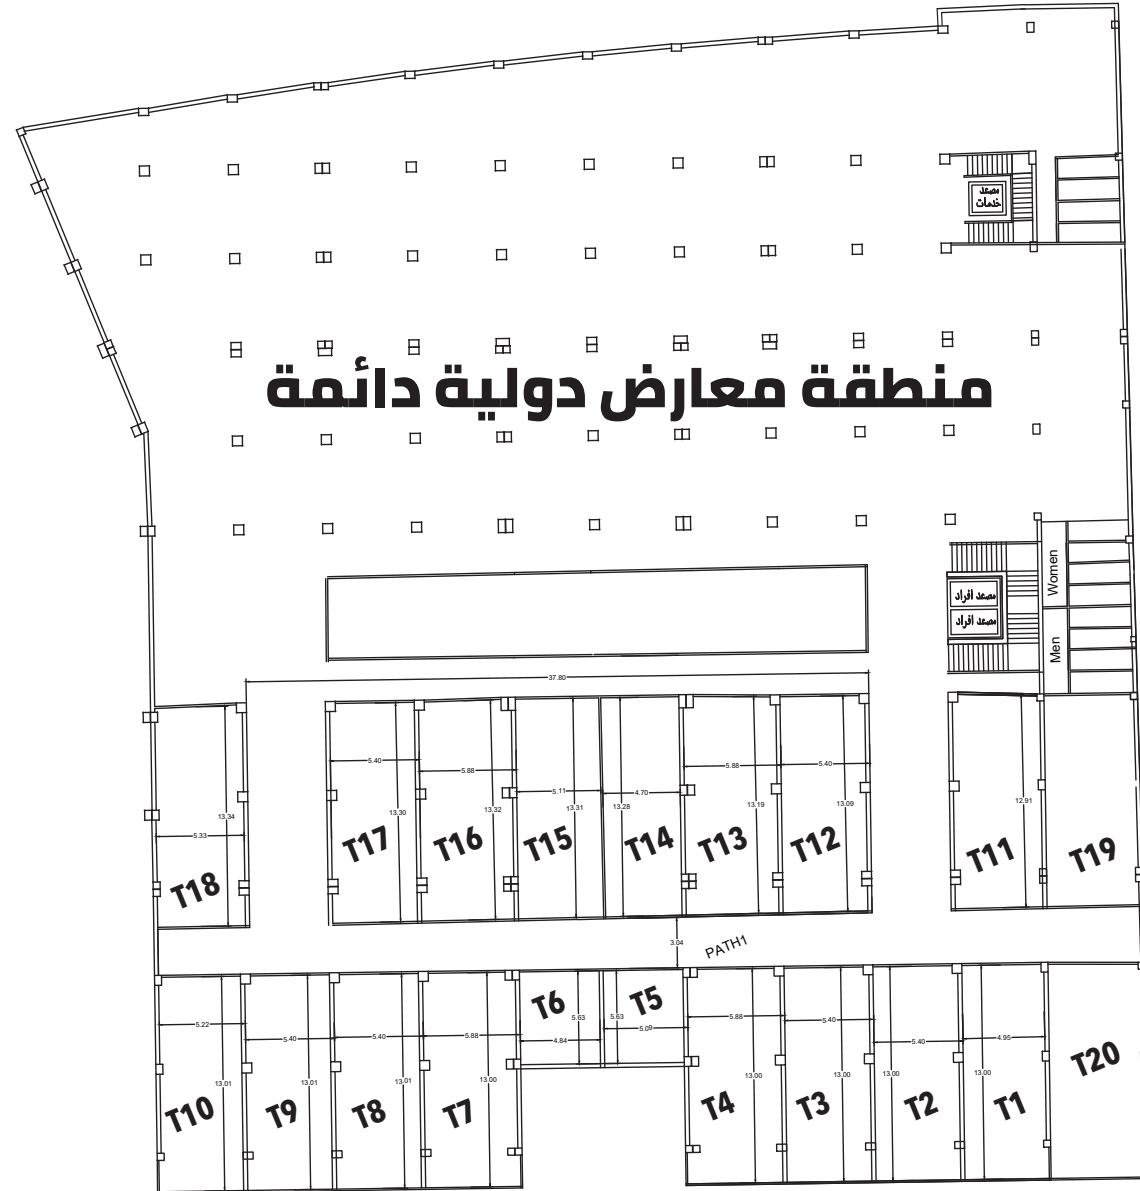 مصعد
خدمات
منطقة معارض دولية دائمة
Women
مصعد افراد
مصعد افراد
Men
37.80
5.40
5.88
5.11
4.70
5.88
5.40
13.34
13.30
13.32
13.31
13.28
13.19
13.09
12.91
5.33
T18
T17
T16
T15
T14
T13
T12
T11
T19
3.04
PATH1
T6
T5
5.22
5.40
5.40
5.88
4.84
5.63
5.63
5.09
5.88
5.40
5.40
4.95
T20
13.01
13.01
13.01
13.00
13.00
13.00
13.00
13.00
T10
T9
T8
T7
T4
T3
T2
T1